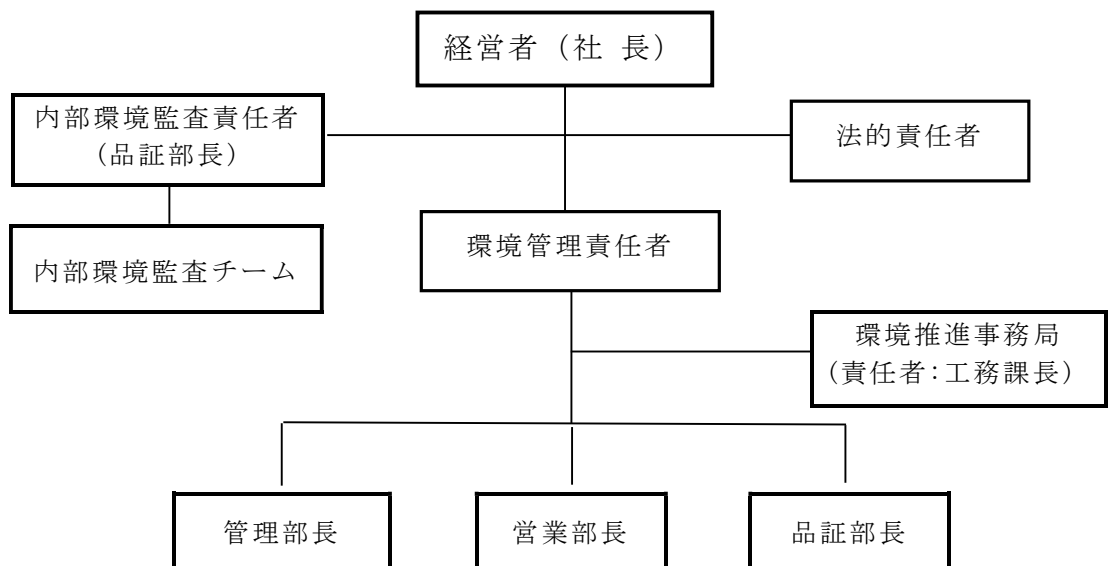 経営者（社 長）
内部環境監査責任者
（品証部長）
法的責任者
環境管理責任者
内部環境監査チーム
環境推進事務局
（責任者：工務課長）
管理部長
営業部長
品証部長